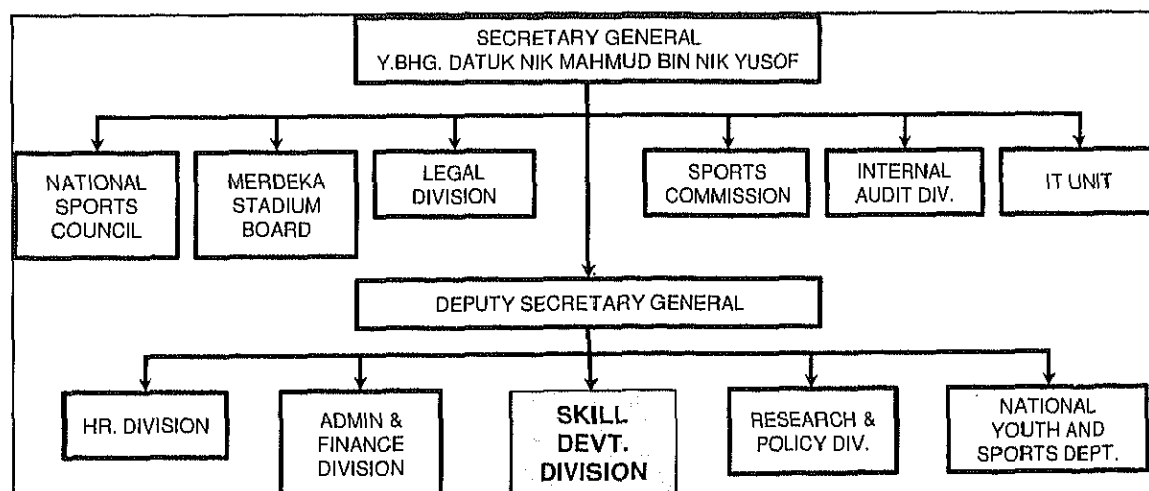 SECRETARY GENERAL
Y.BHG. DATUK NIK MAHMUD BIN NIK YUSOF
NATIONAL
SPORTS
COUNCIL
MERDEKA
STADIUM
BOARD
LEGAL
DIVISION
SPORTS
COMMISSION
INTERNAL
AUDIT DIV.
IT UNIT
DEPUTY SECRETARY GENERAL
HR. DIVISION
ADMIN &
FINANCE
DIVISION
SKILL
DEVT.
DIVISION
RESEARCH &
POLICY DIV.
NATIONAL
YOUTH AND
SPORTS DEPT.